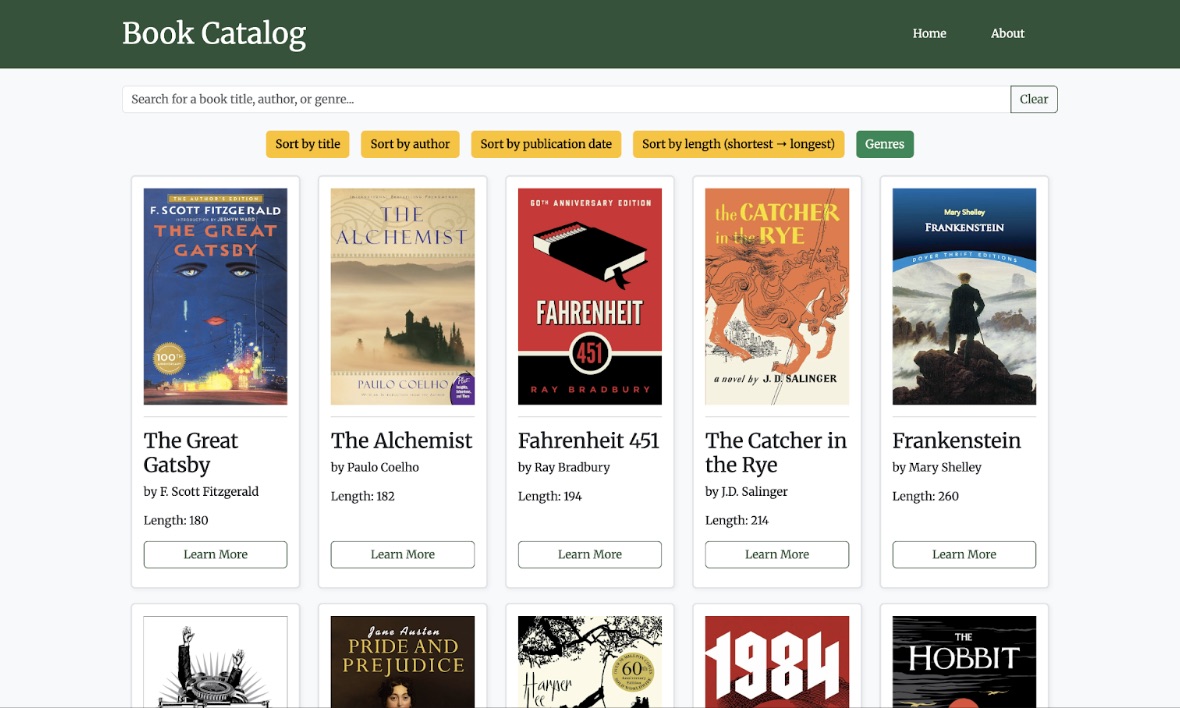 Book Catalog
Home
About
Search for a book title, author, or genre...
Clear
Sort by title
Sort by author
Sort by publication date
Sort by length (shortest → longest)
Genres
THE AUTHOR'S EDITION
F. SCOTT FITZGERALD
INTRODUCTION BY JESMYN WARD
THE GREAT
GATSBY
100TH
THE
ALCHEMIST
PAULO COELHO
Plus
60TH ANNIVERSARY EDITION
FAHRENHEIT
451
RAY BRADBURY
the CATCHER
in the RYE
a novel by J. D. SALINGER
Mary Shelley
FRANKENSTEIN
DOVER THRIFT EDITIONS
The Great
Gatsby
by F. Scott Fitzgerald
Length: 180
Learn More
The Alchemist
by Paulo Coelho
Length: 182
Learn More
Fahrenheit 451
by Ray Bradbury
Length: 194
Learn More
The Catcher in
the Rye
by J.D. Salinger
Length: 214
Learn More
Frankenstein
by Mary Shelley
Length: 260
Learn More
Jane Austen
PRIDE AND
PREJUDICE
Harper
60TH
1984
THE
HOBBIT